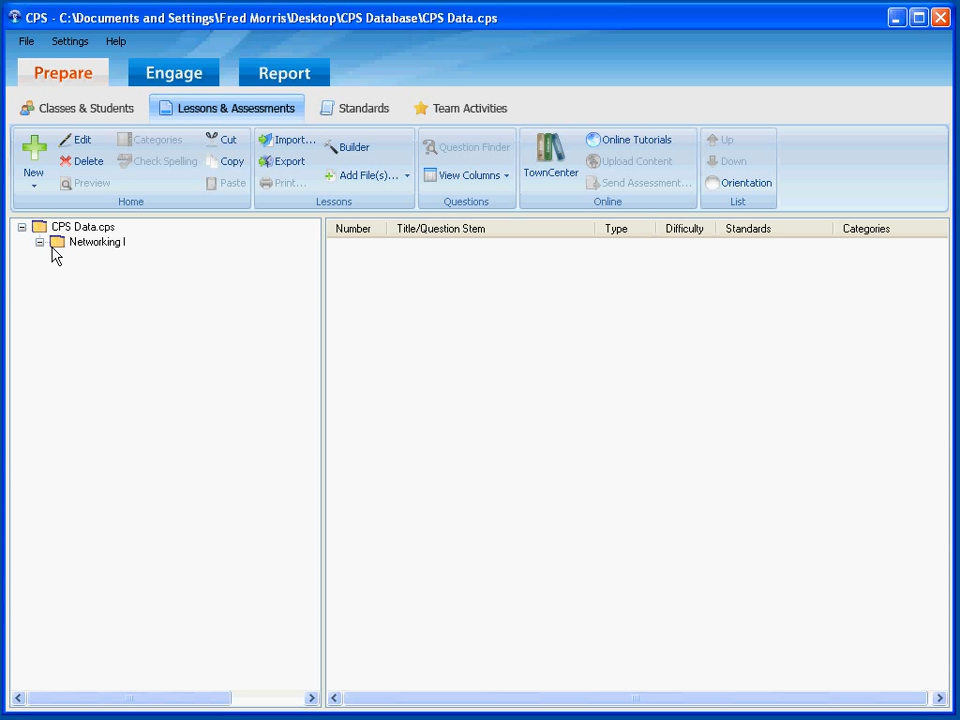 CPS - C:\Documents and Settings\Fred Morris\Desktop\CPS Database\CPS Data.cps
File Settings Help
Prepare Engage Report
Classes & Students Lessons & Assessments Standards Team Activities
New
Edit Categories Cut
Delete Check Spelling Copy
Preview Paste
Home
Import... Builder
Export
Print... Add File(s)...
Lessons
Question Finder
View Columns
Questions
TownCenter
Online Tutorials
Upload Content
Send Assessment...
Online
Up
Down
Orientation
List
CPS Data.cps
Networking I
Number Title/Question Stem Type Difficulty Standards Categories